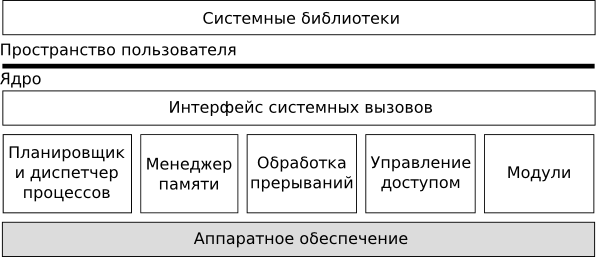 Системные библиотеки
Пространство пользователя
Ядро
Интерфейс системных вызовов
Планировщик
и диспетчер
процессов
Менеджер
памяти
Обработка
прерываний
Управление
доступом
Модули
Аппаратное обеспечение